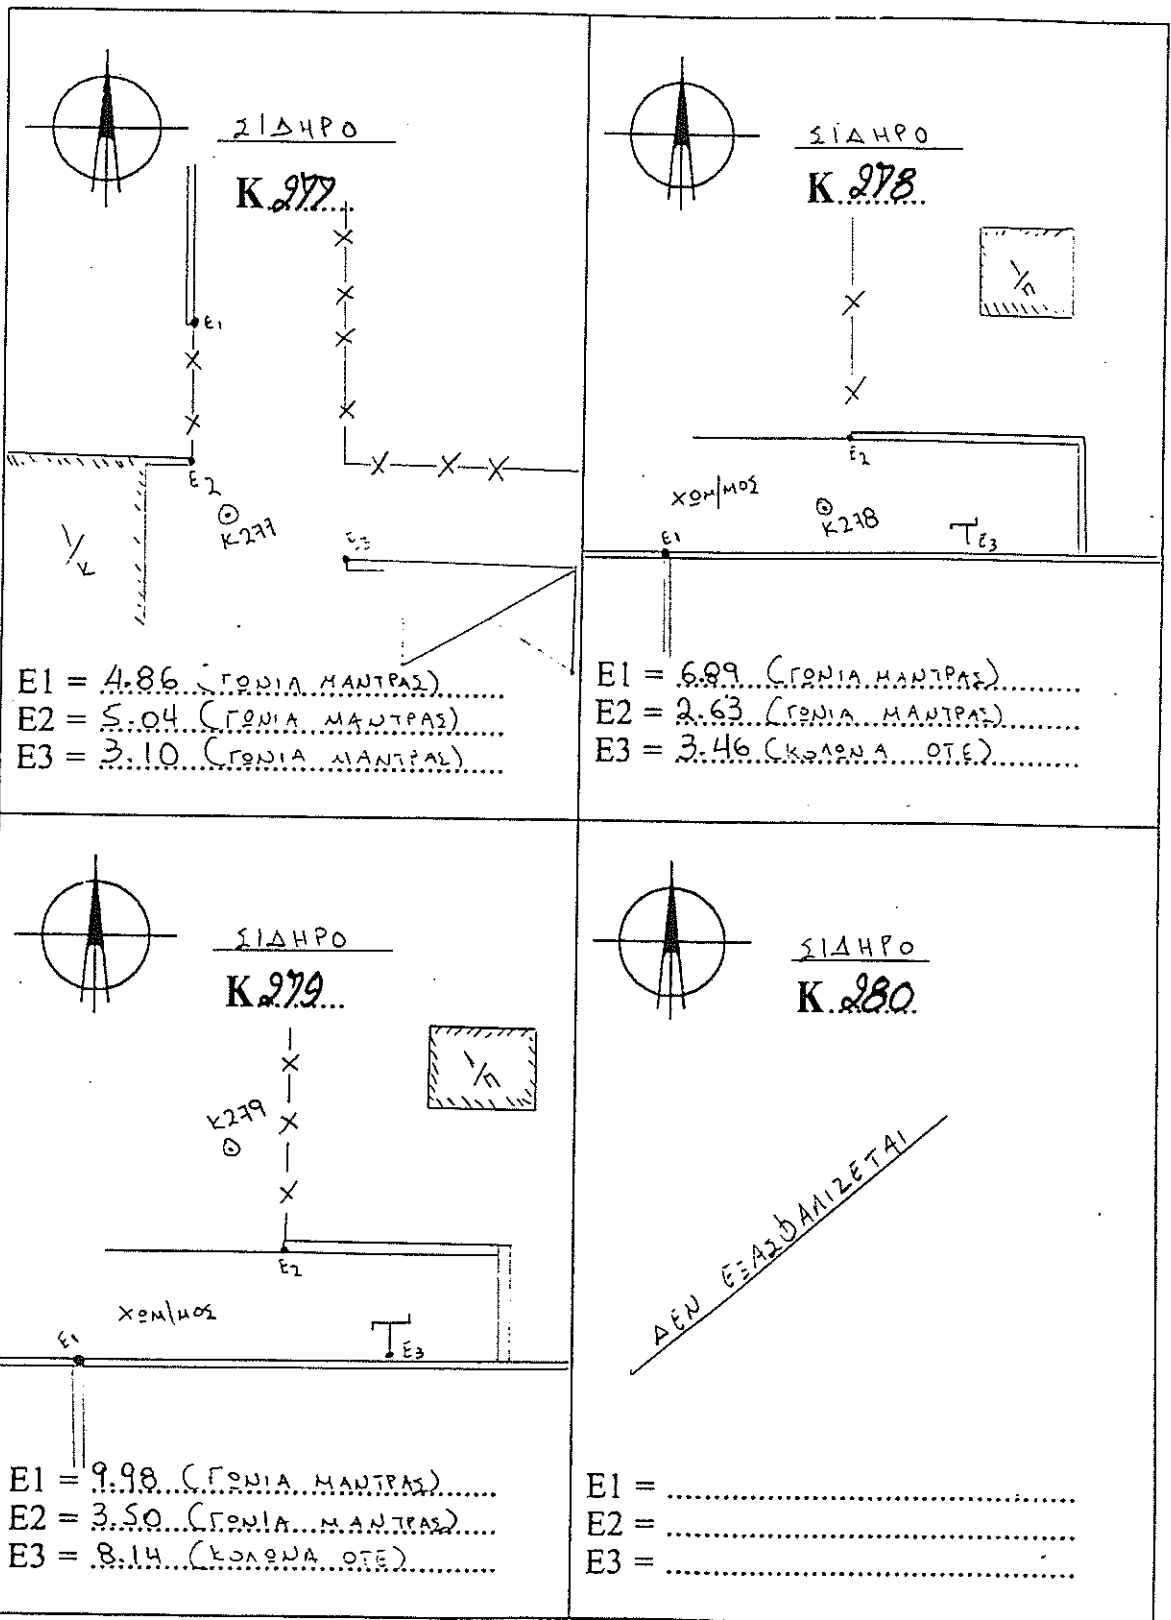 ΣΙΔΗΡΟ
Κ.277
Ε1
Ε2
Κ277
Ε3
1/κ
Ε1 = 4.86 (ΓΩΝΙΑ ΜΑΝΤΡΑΣ)
Ε2 = 5.04 (ΓΩΝΙΑ ΜΑΝΤΡΑΣ)
Ε3 = 3.10 (ΓΩΝΙΑ ΜΑΝΤΡΑΣ)
ΣΙΔΗΡΟ
Κ.278
1/π
Ε2
ΧΩΜ/ΜΟΣ
Κ278
Ε1
Ε3
Ε1 = 6.89 (ΓΩΝΙΑ ΜΑΝΤΡΑΣ)
Ε2 = 2.63 (ΓΩΝΙΑ ΜΑΝΤΡΑΣ)
Ε3 = 3.46 (ΚΟΛΩΝΑ ΟΤΕ)
ΣΙΔΗΡΟ
Κ.279
1/π
Κ279
Ε2
ΧΩΜ/ΜΟΣ
Ε1
Ε3
Ε1 = 9.98 (ΓΩΝΙΑ ΜΑΝΤΡΑΣ)
Ε2 = 3.50 (ΓΩΝΙΑ ΜΑΝΤΡΑΣ)
Ε3 = 8.14 (ΚΟΛΩΝΑ ΟΤΕ)
ΣΙΔΗΡΟ
Κ.280
ΔΕΝ ΕΞΑΣΦΑΛΙΖΕΤΑΙ
Ε1 =
Ε2 =
Ε3 =